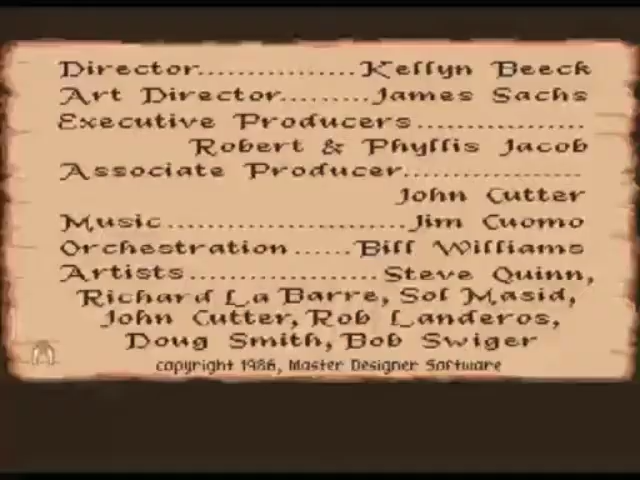 Director................Kellyn Beeck
Art Director.........James Sachs
Executive Producers.................
Robert & Phyllis Jacob
Associate Producer..................
John Cutter
Music........................Jim Cuomo
Orchestration ......Bill Williams
Artists...................Steve Quinn,
Richard La Barre, Sol Masid,
John Cutter, Rob Landeros,
Doug Smith, Bob Swiger
copyright 1986, Master Designer Software